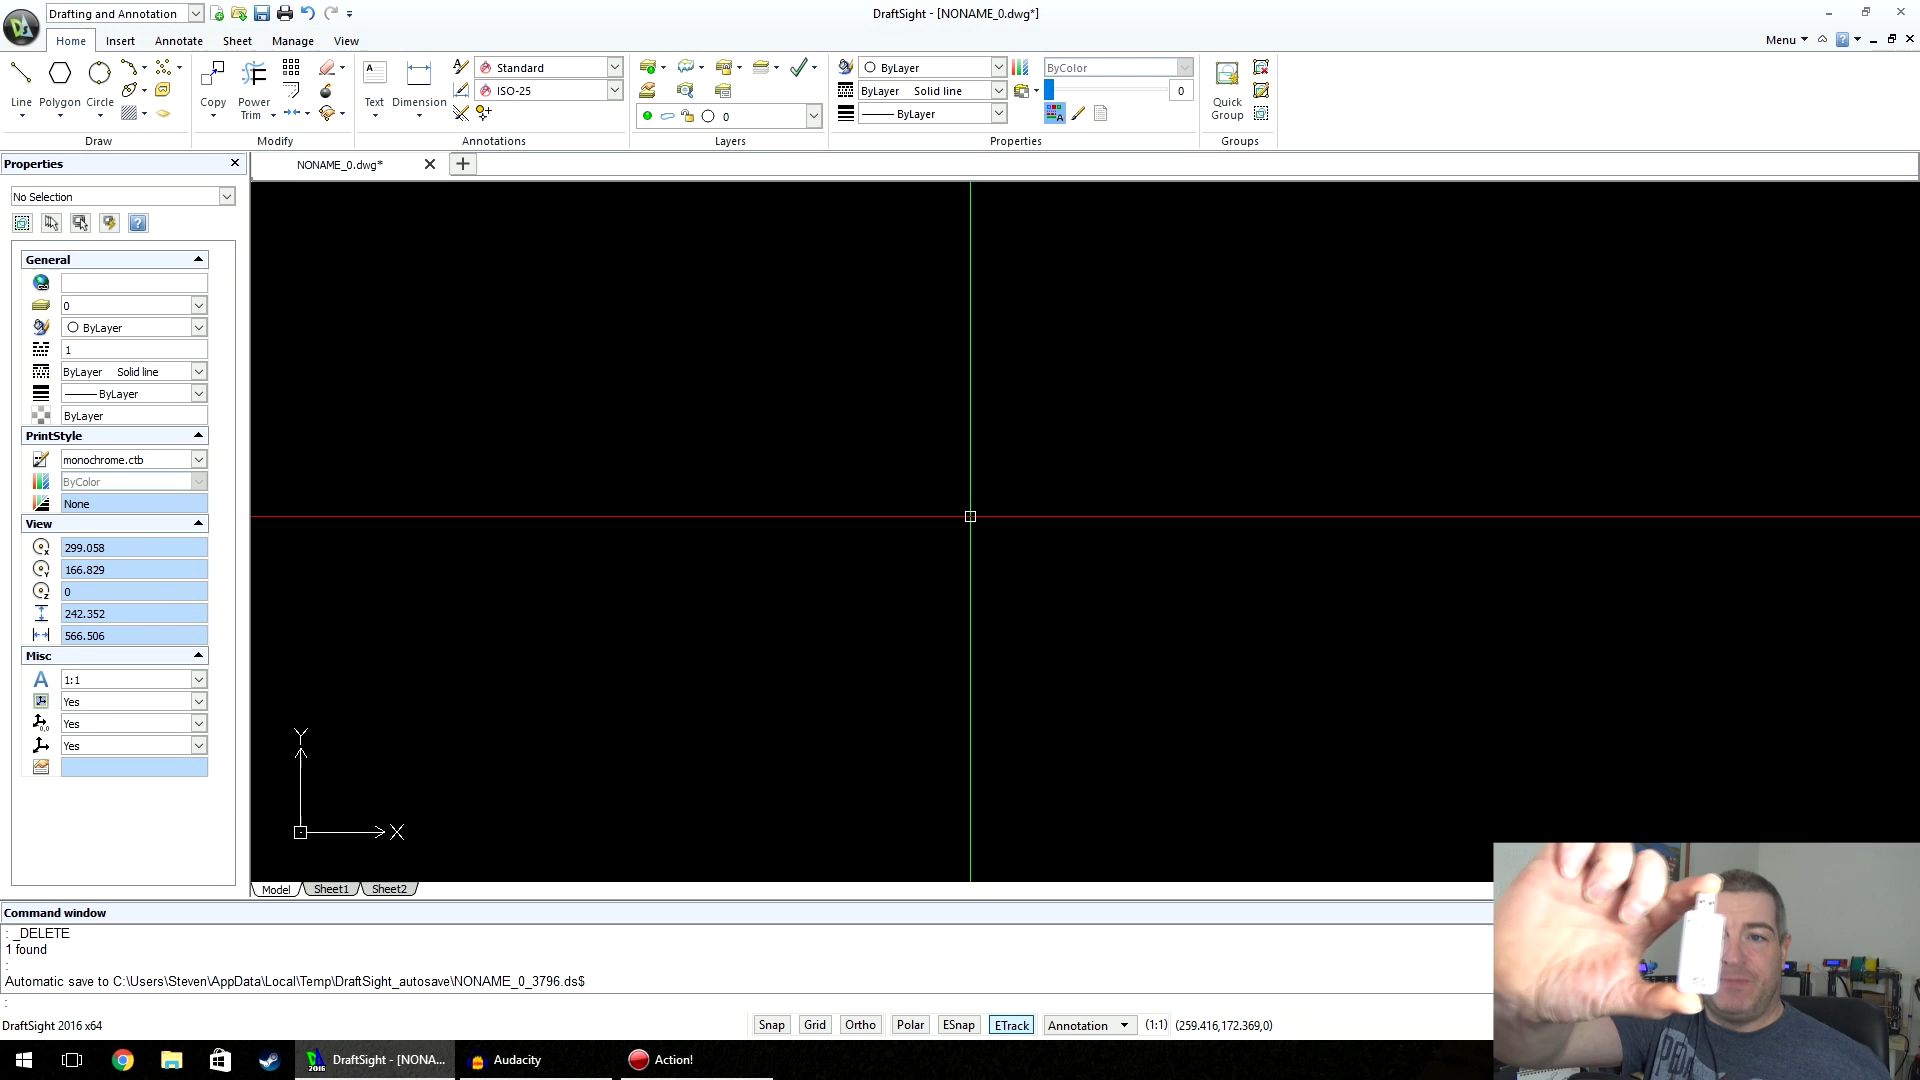 Drafting and Annotation
DraftSight - [NONAME_0.dwg*]
Home Insert Annotate Sheet Manage View
Menu
Line Polygon Circle
Draw
Copy Power Trim
Modify
Text Dimension
Standard
ISO-25
Annotations
0
Layers
ByLayer
ByLayer Solid line
ByLayer
ByColor
0
Properties
Quick Group
Groups
Properties
NONAME_0.dwg*
No Selection
General
0
ByLayer
1
ByLayer Solid line
ByLayer
ByLayer
PrintStyle
monochrome.ctb
ByColor
None
View
299.058
166.829
0
242.352
566.506
Misc
1:1
Yes
Yes
Yes
Y
X
Model Sheet1 Sheet2
Command window
: _DELETE
1 found
:
Automatic save to C:\Users\Steven\AppData\Local\Temp\DraftSight_autosave\NONAME_0_3796.ds$
:
DraftSight 2016 x64
Snap Grid Ortho Polar ESnap ETrack Annotation (1:1) (259.416,172.369,0)
DraftSight - [NONA... Audacity Action!